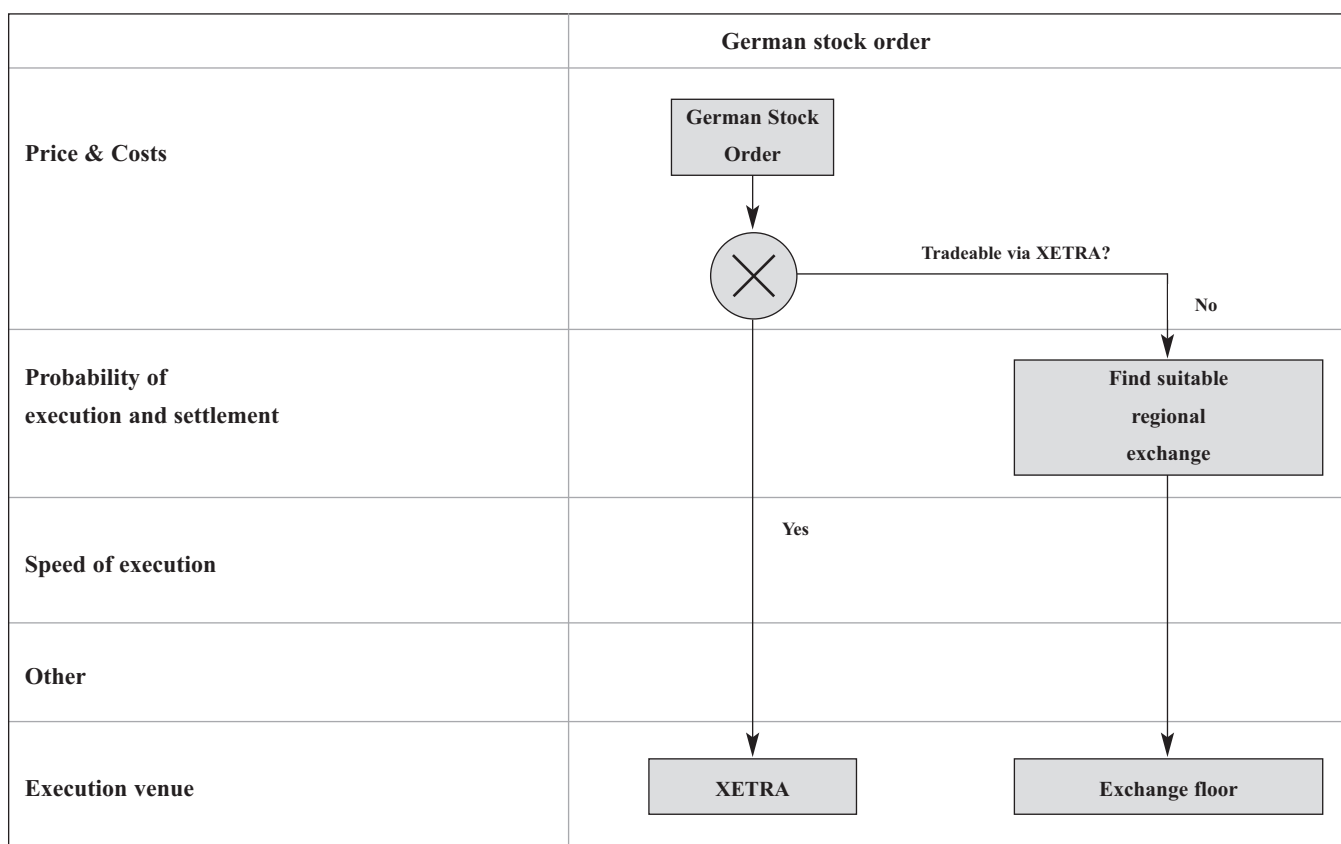 German stock order
Price & Costs
German Stock
Order
Tradeable via XETRA?
No
Probability of
execution and settlement
Find suitable
regional
exchange
Yes
Speed of execution
Other
Execution venue
XETRA
Exchange floor